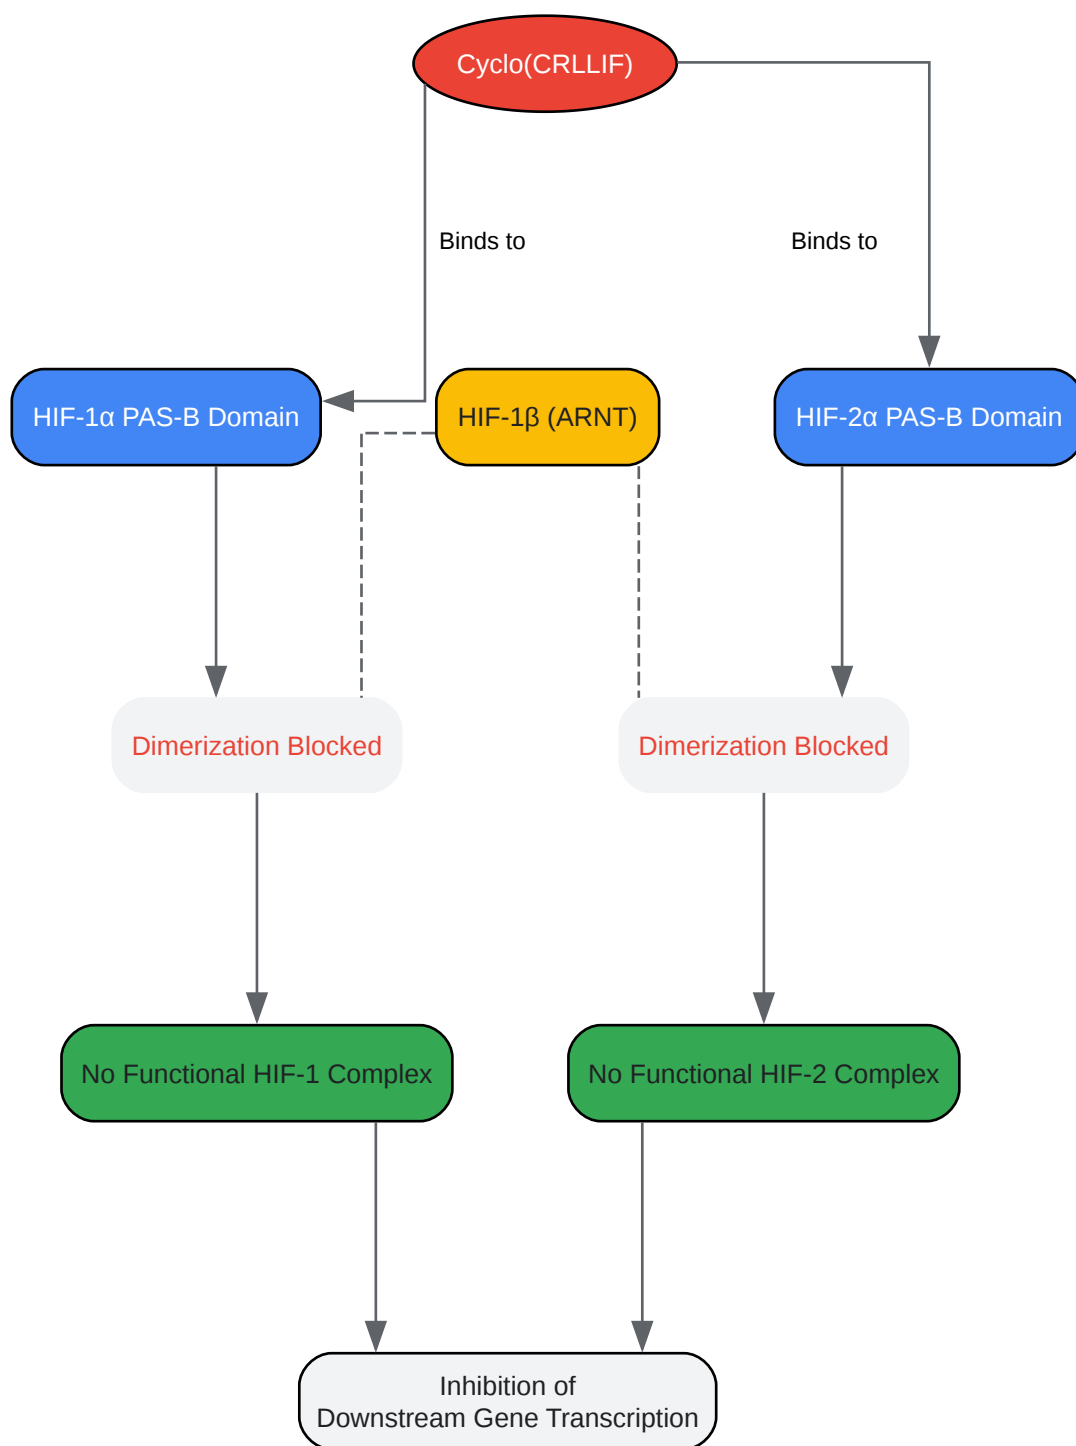 Cyclo(CRLLIF)
Binds to
Binds to
HIF-1α PAS-B Domain
HIF-1β (ARNT)
HIF-2α PAS-B Domain
Dimerization Blocked
Dimerization Blocked
No Functional HIF-1 Complex
No Functional HIF-2 Complex
Inhibition of
Downstream Gene Transcription